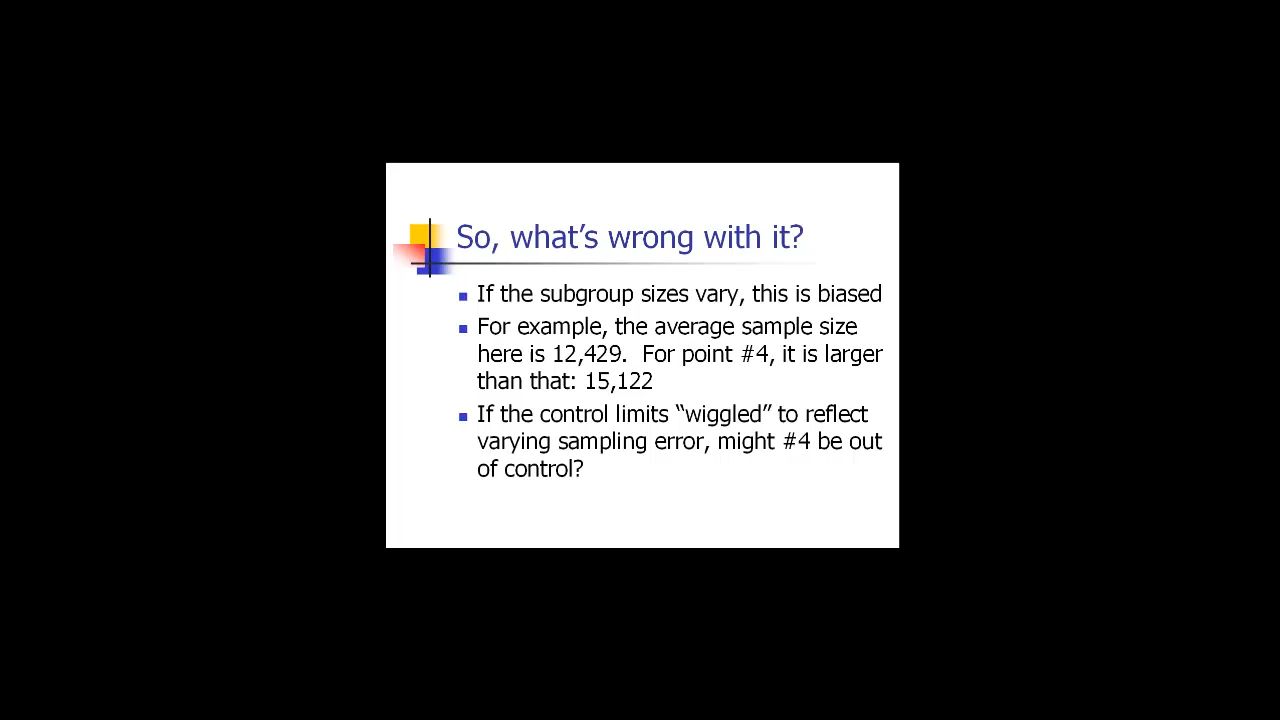 So, what's wrong with it?
If the subgroup sizes vary, this is biased
For example, the average sample size
here is 12,429.  For point #4, it is larger
than that: 15,122
If the control limits “wiggled” to reflect
varying sampling error, might #4 be out
of control?